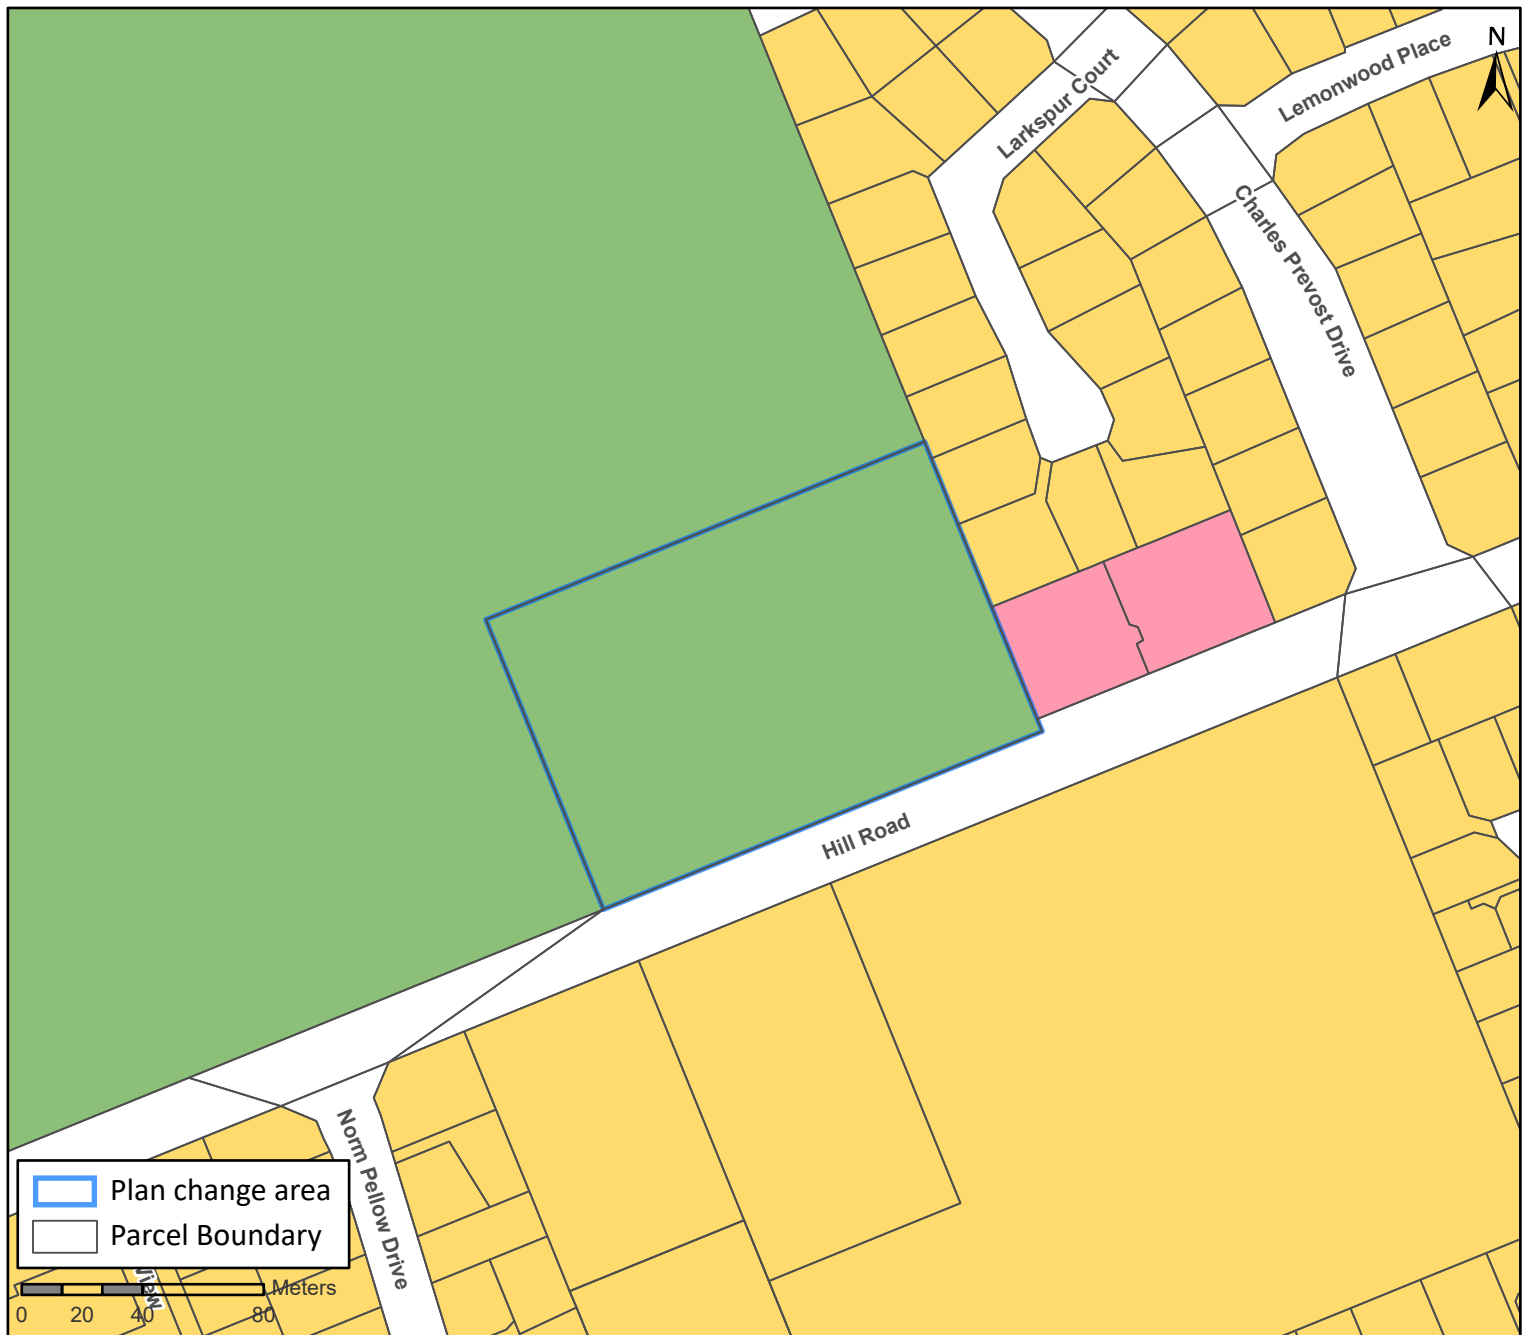 N
Lemonwood Place
Larkspur Court
Charles Prevost Drive
Hill Road
Norm Pellow Drive
View
Plan change area
Parcel Boundary
Meters
0 20 40 80